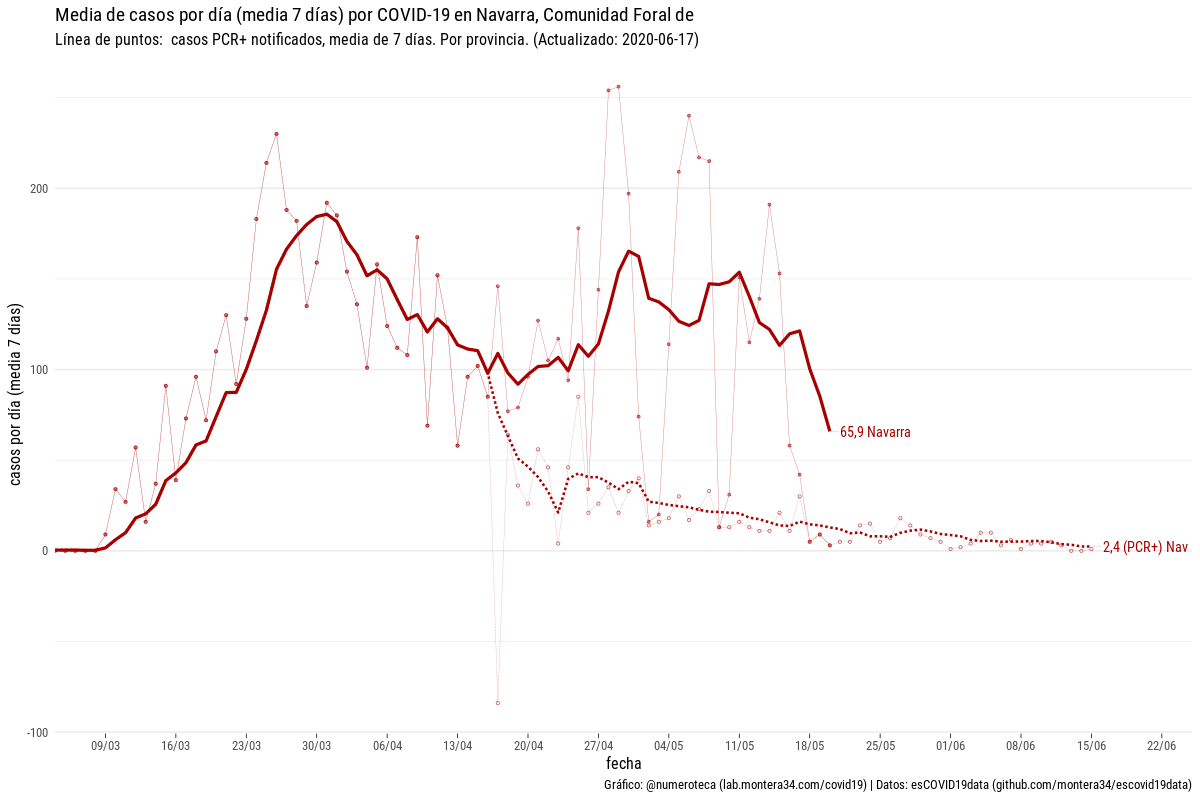 Media de casos por día (media 7 días) por COVID-19 en Navarra, Comunidad Foral de
Línea de puntos:  casos PCR+ notificados, media de 7 días. Por provincia. (Actualizado: 2020-06-17)
casos por día (media 7 días)
200
100
0
-100
65,9 Navarra
2,4 (PCR+) Nav
09/03 16/03 23/03 30/03 06/04 13/04 20/04 27/04 04/05 11/05 18/05 25/05 01/06 08/06 15/06 22/06
fecha
Gráfico: @numeroteca (lab.montera34.com/covid19) | Datos: esCOVID19data (github.com/montera34/escovid19data)